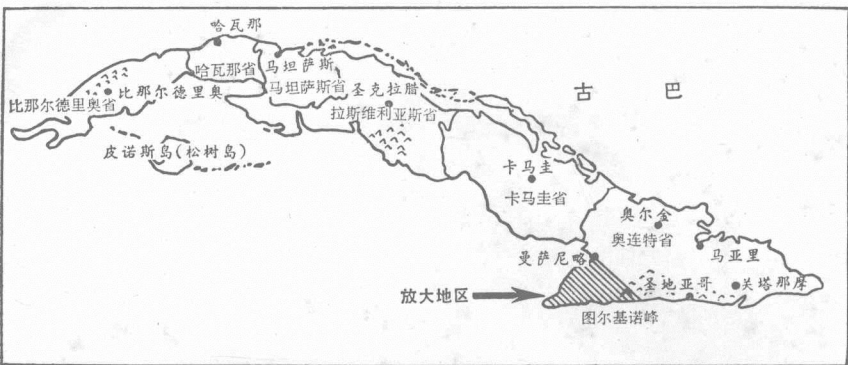 哈瓦那
哈瓦那省
马坦萨斯
马坦萨斯省
比那尔德里奥
比那尔德里奥省
皮诺斯岛(松树岛)
圣克拉腊
拉斯维利亚斯省
古巴
卡马圭
卡马圭省
奥尔金
奥连特省
马亚里
曼萨尼略
圣地亚哥
关塔那摩
放大地区
图尔基诺峰